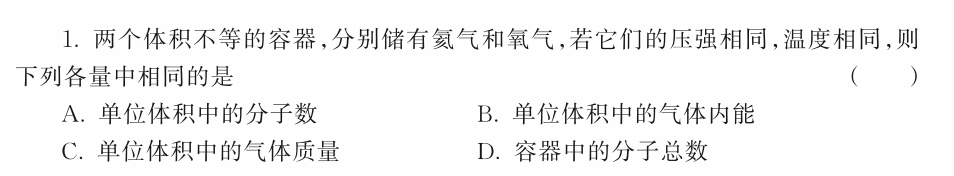 1. 两个体积不等的容器,分别储有氦气和氧气,若它们的压强相同,温度相同,则
下列各量中相同的是 (　　)
A. 单位体积中的分子数 B. 单位体积中的气体内能
C. 单位体积中的气体质量 D. 容器中的分子总数